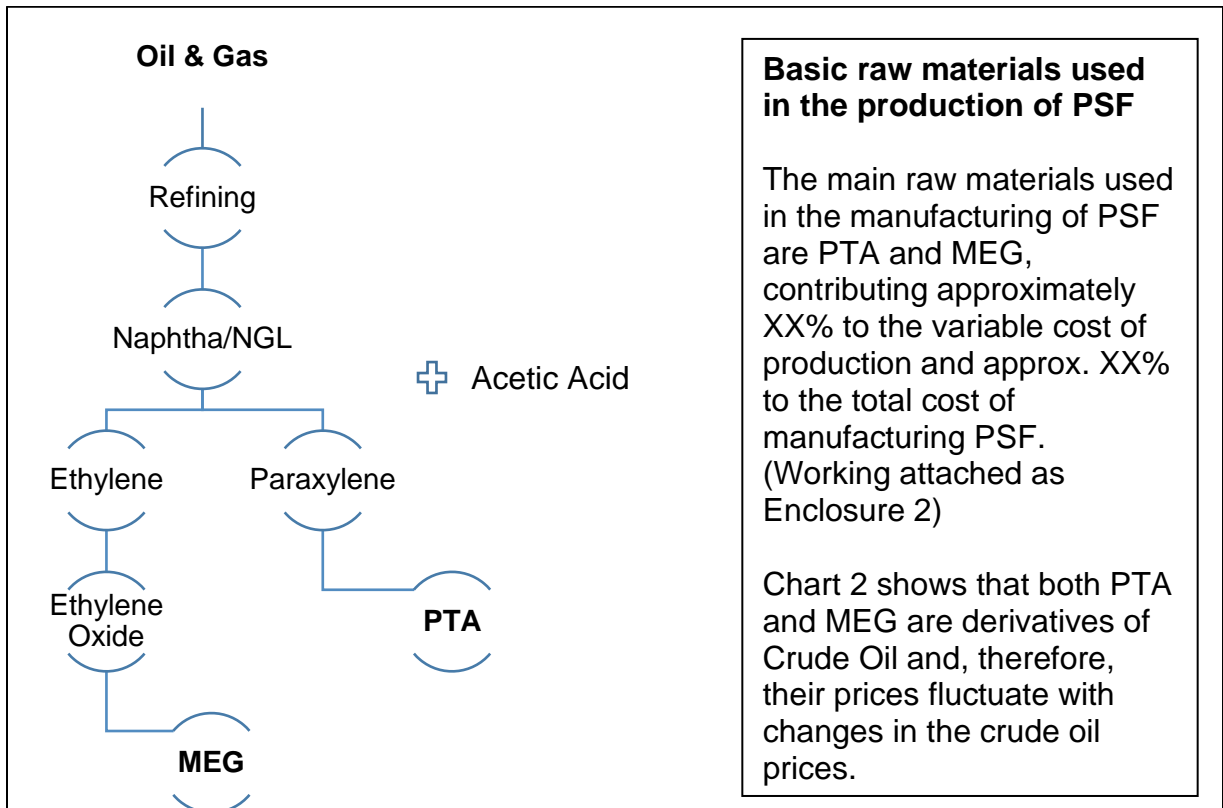 Oil & Gas
Refining
Naphtha/NGL
Acetic Acid
Ethylene
Paraxylene
Ethylene
Oxide
PTA
MEG
Basic raw materials used
in the production of PSF
The main raw materials used
in the manufacturing of PSF
are PTA and MEG,
contributing approximately
XX% to the variable cost of
production and approx. XX%
to the total cost of
manufacturing PSF.
(Working attached as
Enclosure 2)
Chart 2 shows that both PTA
and MEG are derivatives of
Crude Oil and, therefore,
their prices fluctuate with
changes in the crude oil
prices.